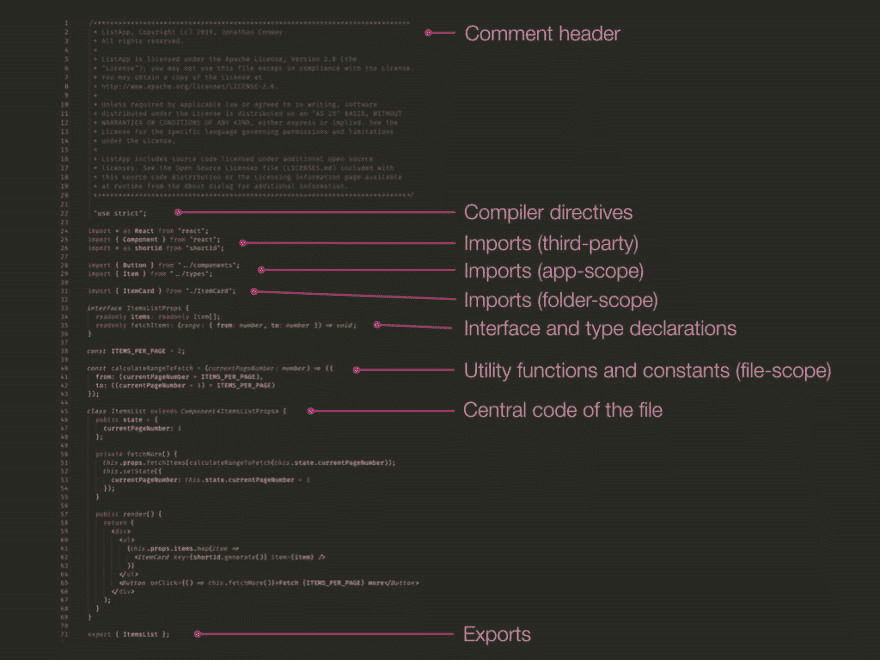 1 /******************************************************************************
2 * ListApp, Copyright (c) 2019, Jonathan Conway
3 * All rights reserved.
4 *
5 * ListApp is licensed under the Apache License, Version 2.0 (the
6 * "License"); you may not use this file except in compliance with the License.
7 * You may obtain a copy of the License at
8 * http://www.apache.org/licenses/LICENSE-2.0.
9 *
10 * Unless required by applicable law or agreed to in writing, software
11 * distributed under the License is distributed on an "AS IS" BASIS, WITHOUT
12 * WARRANTIES OR CONDITIONS OF ANY KIND, either express or implied. See the
13 * License for the specific language governing permissions and limitations
14 * under the License.
15 *
16 * ListApp includes source code licensed under additional open source
17 * licenses. See the Open Source Licenses file (LICENSES.md) included with
18 * this source code distribution or the Licensing information page available
19 * at runtime from the About dialog for additional information.
20 ******************************************************************************/
Comment header
21
22 "use strict";
Compiler directives
23
24 import * as React from "react";
25 import { Component } from "react";
26 import * as shortid from "shortid";
Imports (third-party)
27
28 import { Button } from "../components";
29 import { Item } from "../types";
Imports (app-scope)
30
31 import { ItemCard } from "./ItemCard";
Imports (folder-scope)
32
33 interface ItemsListProps {
34 readonly items: readonly Item[];
35 readonly fetchItems: (range: { from: number, to: number }) => void;
36 }
Interface and type declarations
37
38 const ITEMS_PER_PAGE = 2;
39
40 const calculateRangeToFetch = (currentPageNumber: number) => ({
41 from: (currentPageNumber * ITEMS_PER_PAGE),
42 to: ((currentPageNumber + 1) * ITEMS_PER_PAGE)
43 });
Utility functions and constants (file-scope)
44
45 class ItemsList extends Component<ItemsListProps> {
Central code of the file
46 public state = {
47 currentPageNumber: 1
48 };
49
50 private fetchMore() {
51 this.props.fetchItems(calculateRangeToFetch(this.state.currentPageNumber));
52 this.setState({
53 currentPageNumber: this.state.currentPageNumber + 1
54 });
55 }
56
57 public render() {
58 return (
59 <div>
60 <ul>
61 {this.props.items.map(item =>
62 <ItemCard key={shortid.generate()} item={item} />
63 )}
64 </ul>
65 <Button onClick={() => this.fetchMore()}>Fetch {ITEMS_PER_PAGE} more</Button>
66 </div>
67 );
68 }
69 }
70
71 export { ItemsList };
Exports